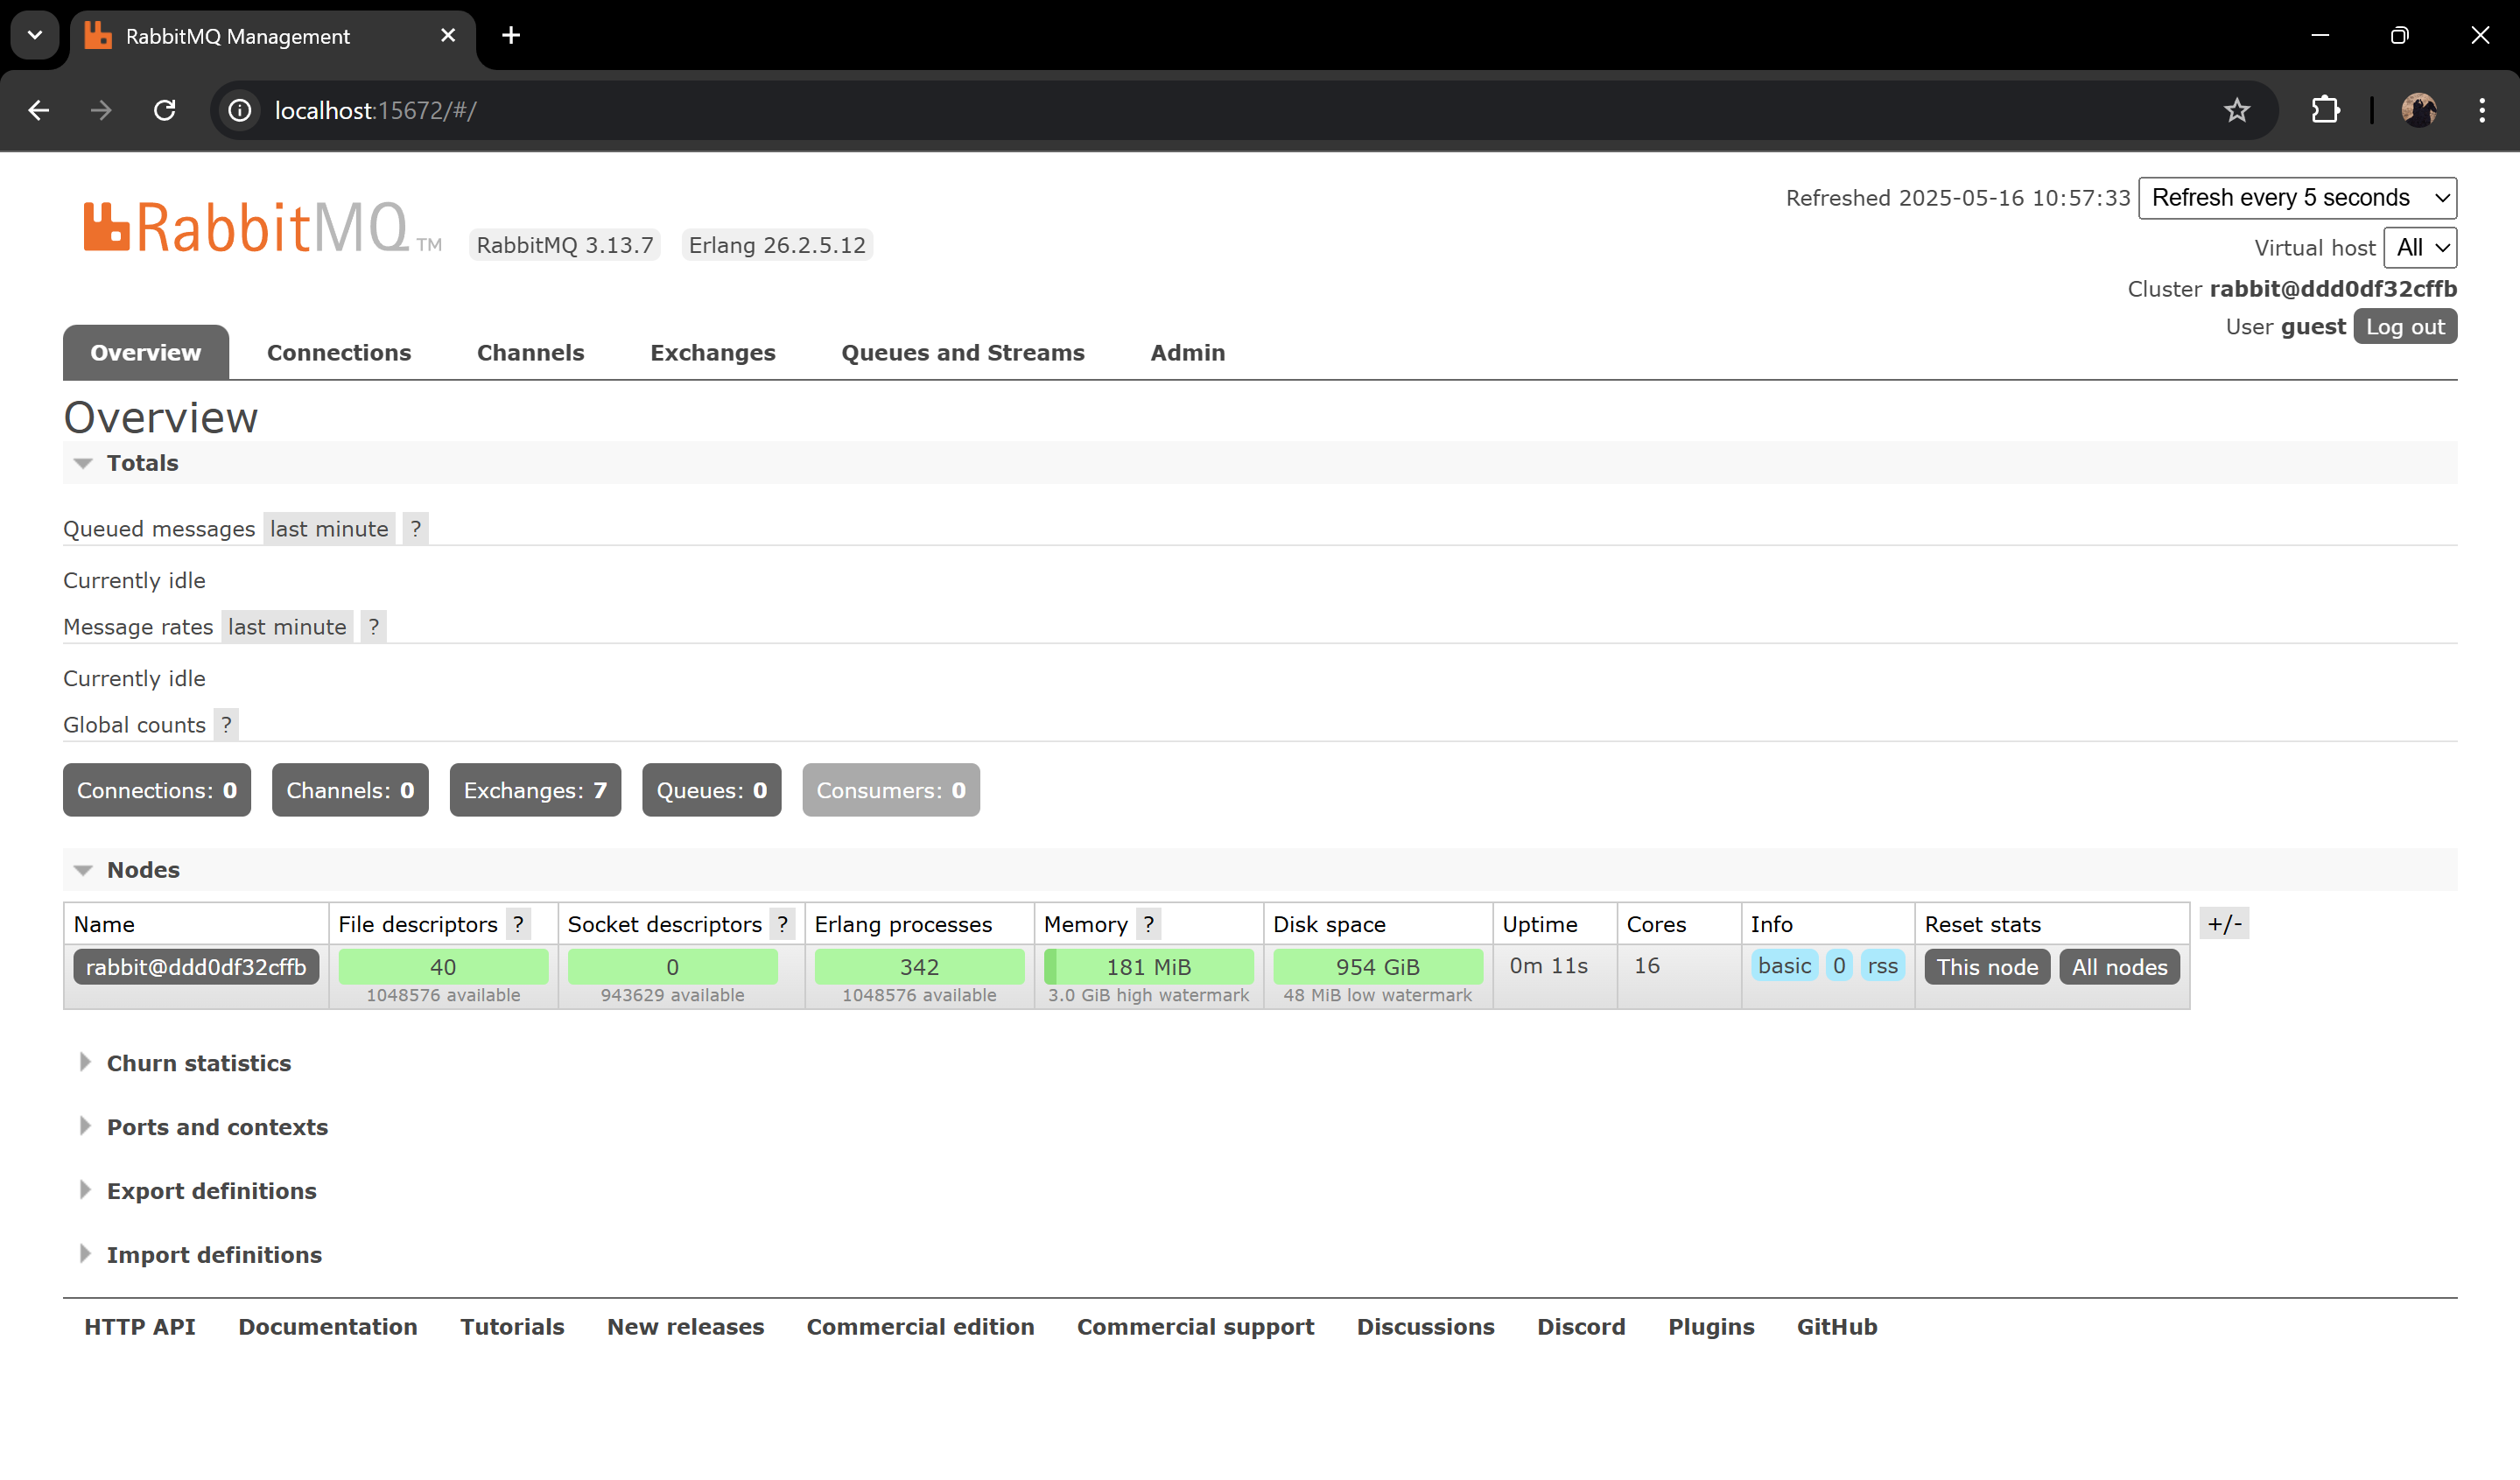 RabbitMQ Management
localhost:15672/#/
RabbitMQ TM
RabbitMQ 3.13.7
Erlang 26.2.5.12
Refreshed 2025-05-16 10:57:33 Refresh every 5 seconds
Virtual host All
Cluster rabbit@ddd0df32cffb
User guest Log out
Overview Connections Channels Exchanges Queues and Streams Admin
Overview
Totals
Queued messages last minute ?
Currently idle
Message rates last minute ?
Currently idle
Global counts ?
Connections: 0 Channels: 0 Exchanges: 7 Queues: 0 Consumers: 0
Nodes
Name File descriptors ? Socket descriptors ? Erlang processes Memory ? Disk space Uptime Cores Info Reset stats +/-
rabbit@ddd0df32cffb 40 0 342 181 MiB 954 GiB 0m 11s 16 basic 0 rss This node All nodes
1048576 available 943629 available 1048576 available 3.0 GiB high watermark 48 MiB low watermark
Churn statistics
Ports and contexts
Export definitions
Import definitions
HTTP API Documentation Tutorials New releases Commercial edition Commercial support Discussions Discord Plugins GitHub